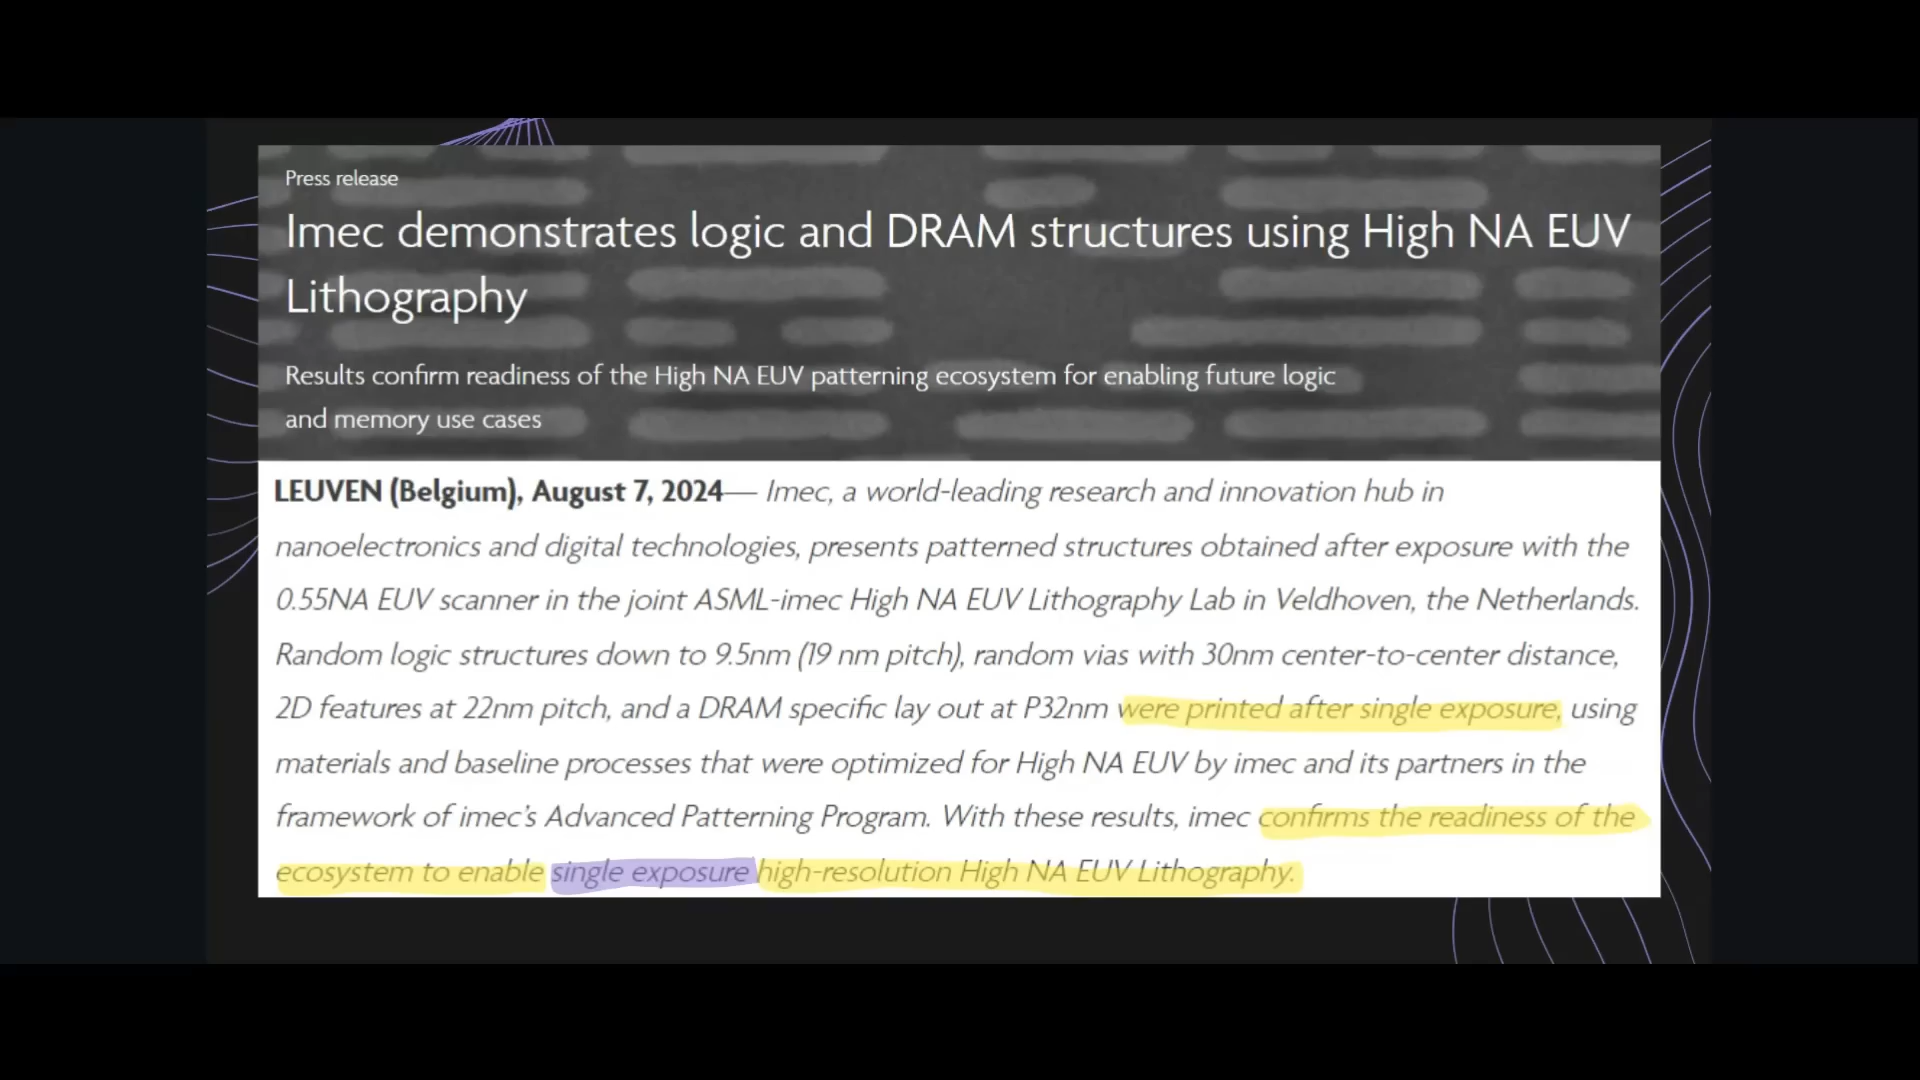 Press release
Imec demonstrates logic and DRAM structures using High NA EUV
Lithography
Results confirm readiness of the High NA EUV patterning ecosystem for enabling future logic
and memory use cases
LEUVEN (Belgium), August 7, 2024— Imec, a world-leading research and innovation hub in
nanoelectronics and digital technologies, presents patterned structures obtained after exposure with the
0.55NA EUV scanner in the joint ASML-imec High NA EUV Lithography Lab in Veldhoven, the Netherlands.
Random logic structures down to 9.5nm (19 nm pitch), random vias with 30nm center-to-center distance,
2D features at 22nm pitch, and a DRAM specific lay out at P32nm were printed after single exposure, using
materials and baseline processes that were optimized for High NA EUV by imec and its partners in the
framework of imec’s Advanced Patterning Program. With these results, imec confirms the readiness of the
ecosystem to enable single exposure high-resolution High NA EUV Lithography.